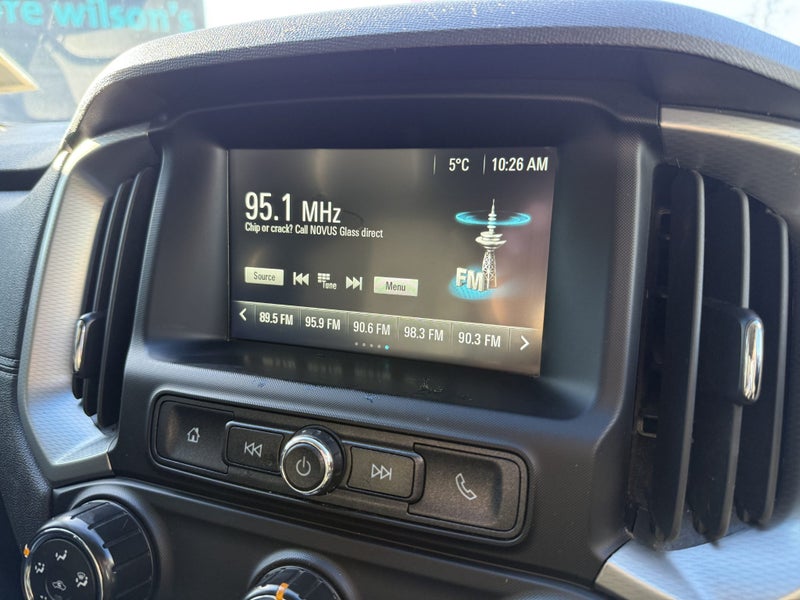 re wilson's
5°C
10:26 AM
95.1 MHz
Chip or crack? Call NOVUS Glass direct
FM
Source
Tune
Menu
89.5 FM
95.9 FM
90.6 FM
98.3 FM
90.3 FM